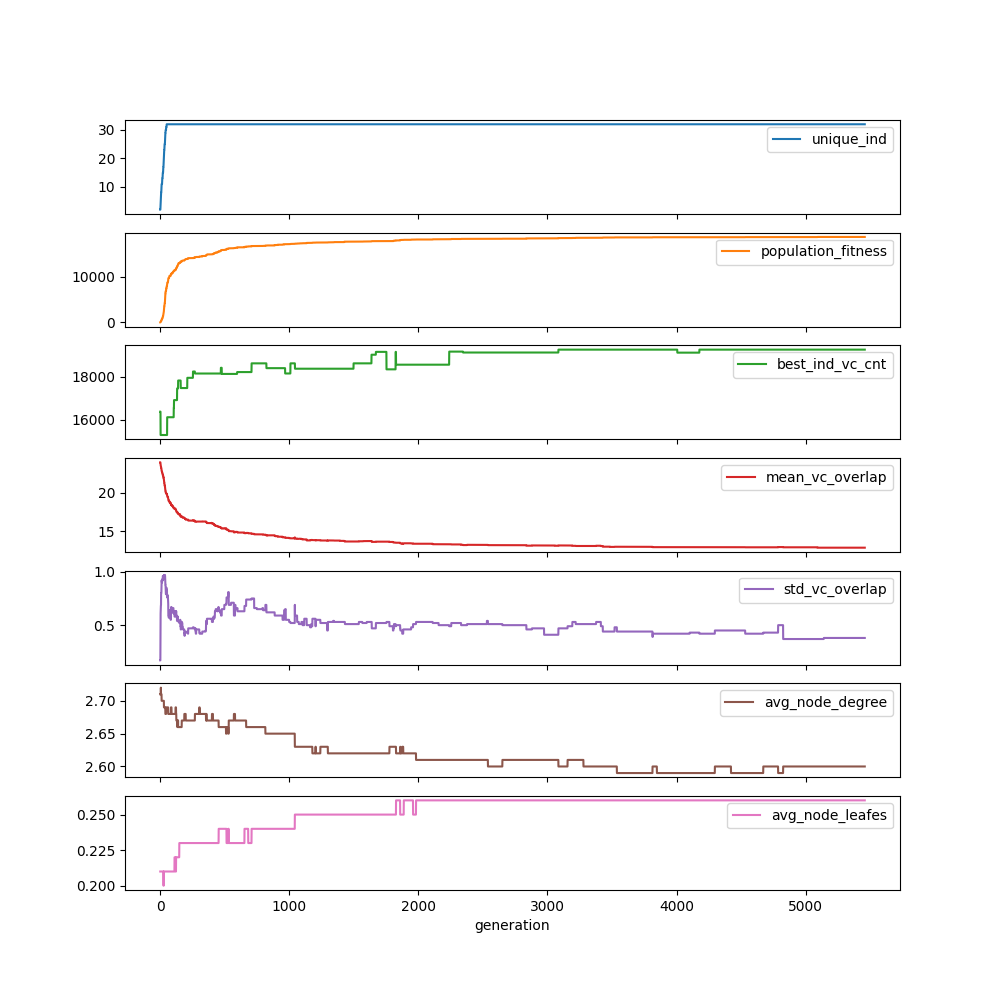 30
20
10
unique_ind
10000
0
population_fitness
18000
16000
best_ind_vc_cnt
20
15
mean_vc_overlap
1.0
0.5
std_vc_overlap
2.70
2.65
2.60
avg_node_degree
0.250
0.225
0.200
avg_node_leafes
0 1000 2000 3000 4000 5000
generation